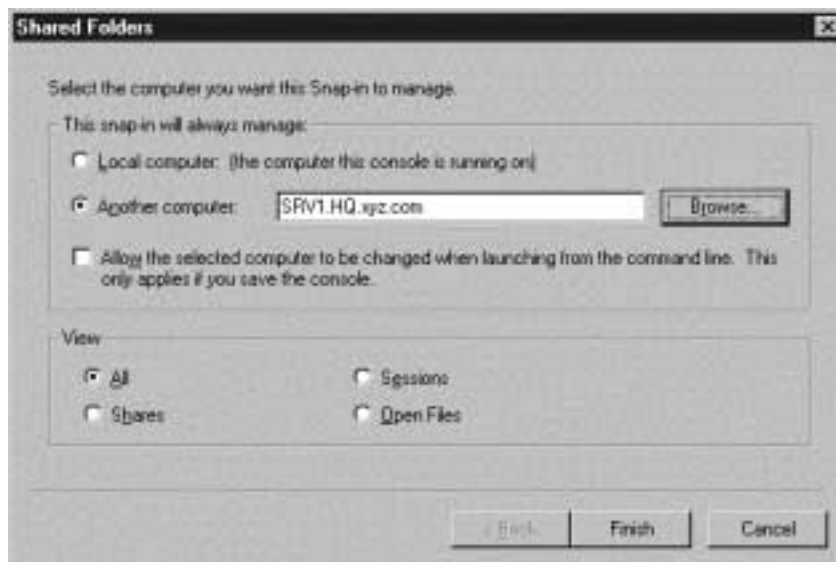 Shared Folders
Select the computer you want this Snap-in to manage.
This snap-in will always manage:
Local computer: (the computer this console is running on)
Another computer:
SRV1.HQ.xyz.com
Browse...
Allow the selected computer to be changed when launching from the command line. This
only applies if you save the console.
View
All
Sessions
Shares
Open Files
< Back
Finish
Cancel